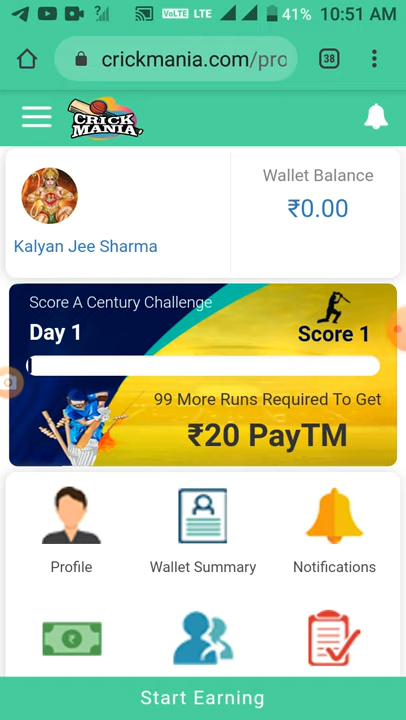 VoLTE LTE 41% 10:51 AM
crickmania.com/pro
38
CRICK
MANIA
Wallet Balance
₹0.00
Kalyan Jee Sharma
Score A Century Challenge
Day 1
Score 1
99 More Runs Required To Get
₹20 PayTM
Profile
Wallet Summary
Notifications
Start Earning